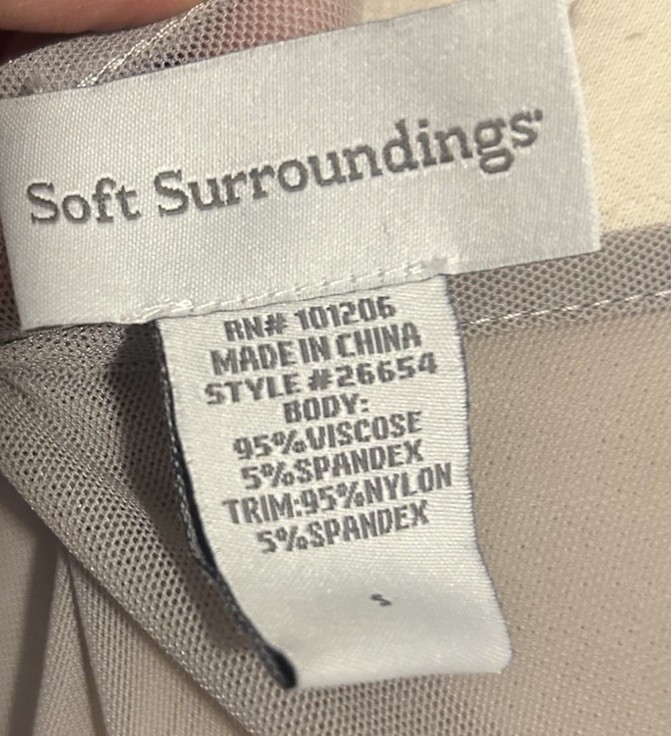 Soft Surroundings
RN# 101206
MADE IN CHINA
STYLE #26654
BODY:
95%VISCOSE
5%SPANDEX
TRIM:95%NYLON
5%SPANDEX
S